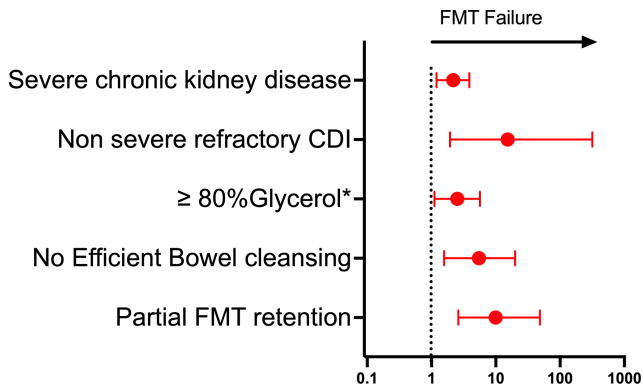 FMT Failure
Severe chronic kidney disease
Non severe refractory CDI
≥ 80%Glycerol*
No Efficient Bowel cleansing
Partial FMT retention
0.1 1 10 100 1000